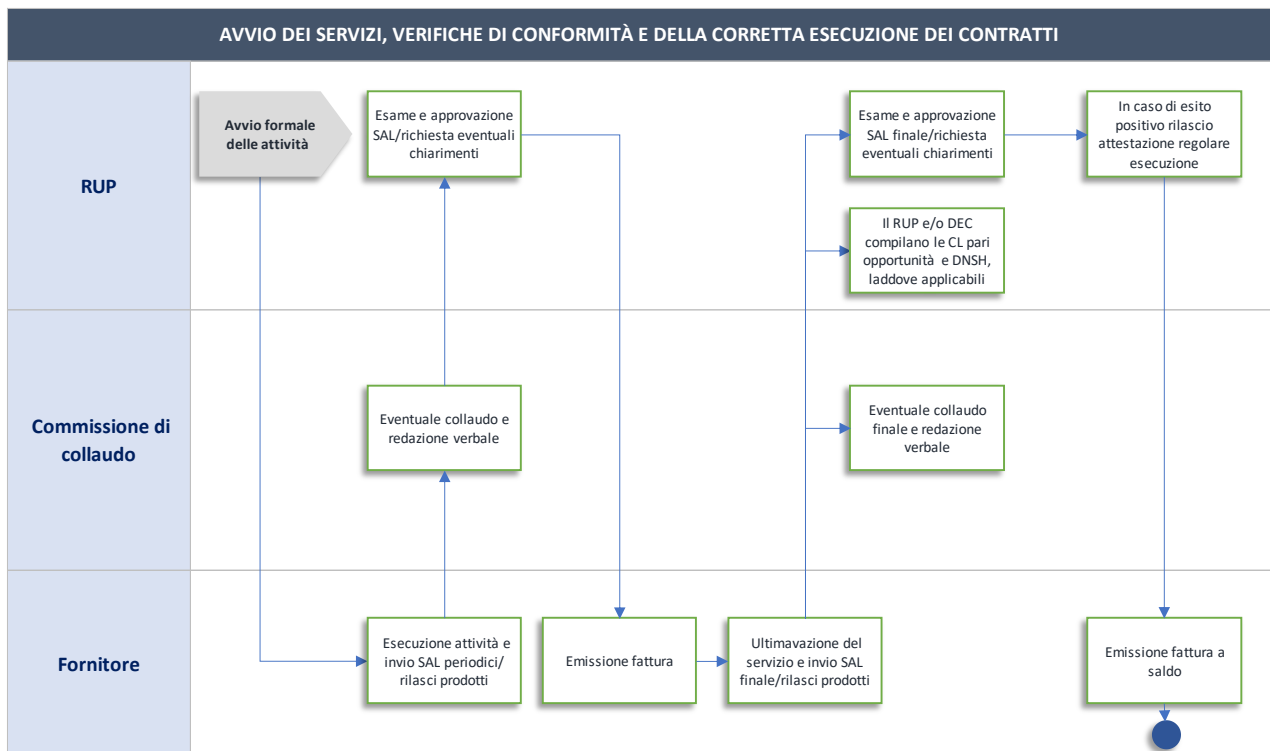 AVVIO DEI SERVIZI, VERIFICHE DI CONFORMITÀ E DELLA CORRETTA ESECUZIONE DEI CONTRATTI
RUP
Avvio formale
delle attività
Esame e approvazione
SAL/richiesta eventuali
chiarimenti
Esame e approvazione
SAL finale/richiesta
eventuali chiarimenti
In caso di esito
positivo rilascio
attestazione regolare
esecuzione
Il RUP e/o DEC
compilano le CL pari
opportunità e DNSH,
laddove applicabili
Commissione di
collaudo
Eventuale collaudo e
redazione verbale
Eventuale collaudo
finale e redazione
verbale
Fornitore
Esecuzione attività e
invio SAL periodici/
rilasci prodotti
Emissione fattura
Ultimavazione del
servizio e invio SAL
finale/rilasci prodotti
Emissione fattura a
saldo